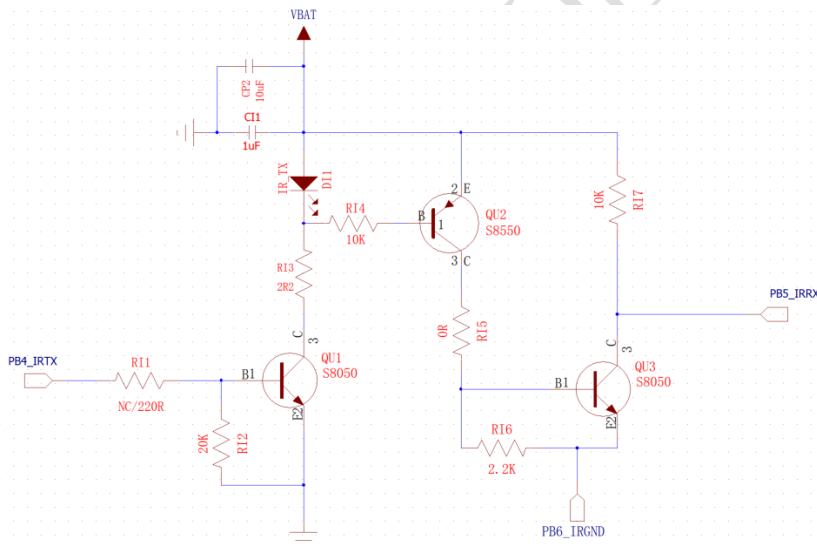 VBAT
CP2
10uF
CI1
1uF
IR_TX
DI1
RI4
10K
B
1
2
E
QU2
S8550
3
C
10K
RI7
RI3
2R2
0R
RI5
PB5_IRRX
PB4_IRTX
RI1
NC/220R
B1
C
3
QU1
S8050
E2
20K
RI2
B1
C
3
QU3
S8050
E2
RI6
2.2K
PB6_IRGND